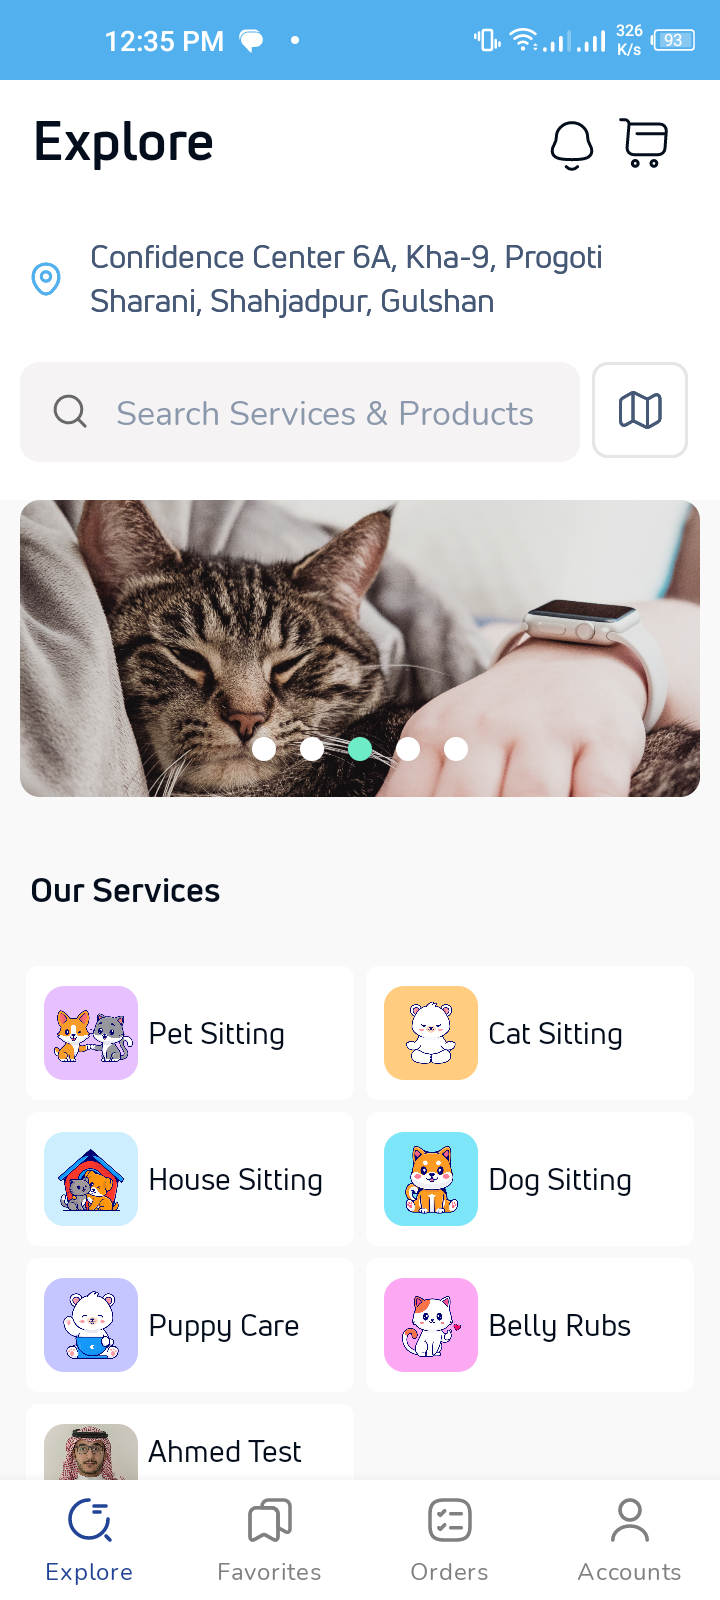 12:35 PM
326
K/s
93
Explore
Confidence Center 6A, Kha-9, Progoti
Sharani, Shahjadpur, Gulshan
Search Services & Products
Our Services
Pet Sitting
Cat Sitting
House Sitting
Dog Sitting
Puppy Care
Belly Rubs
Ahmed Test
Explore
Favorites
Orders
Accounts